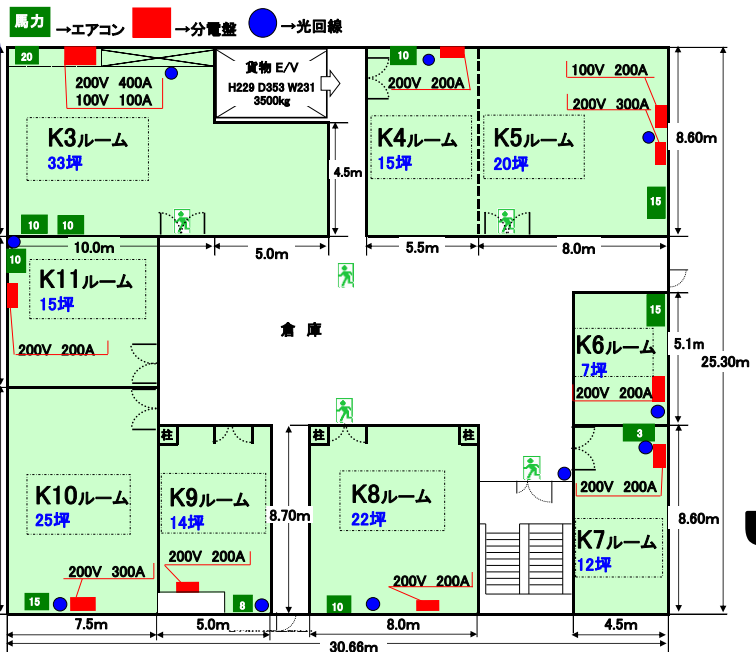 馬力 →エアコン →分電盤 →光回線
20
200V 400A
100V 100A
貨物 E/V
H229 D353 W231
3500kg
K3ルーム
33坪
10 10
4.5m
10.0m
5.0m
10
200V 200A
K4ルーム
15坪
5.5m
100V 200A
200V 300A
K5ルーム
20坪
15
8.0m
8.60m
10
K11ルーム
15坪
200V 200A
倉 庫
15
K6ルーム
7坪
200V 200A
5.1m
25.30m
K10ルーム
25坪
200V 300A
15
7.5m
柱
K9ルーム
14坪
200V 200A
8
5.0m
8.70m
柱 柱
K8ルーム
22坪
200V 200A
10
8.0m
3
200V 200A
K7ルーム
12坪
8.60m
4.5m
30.66m